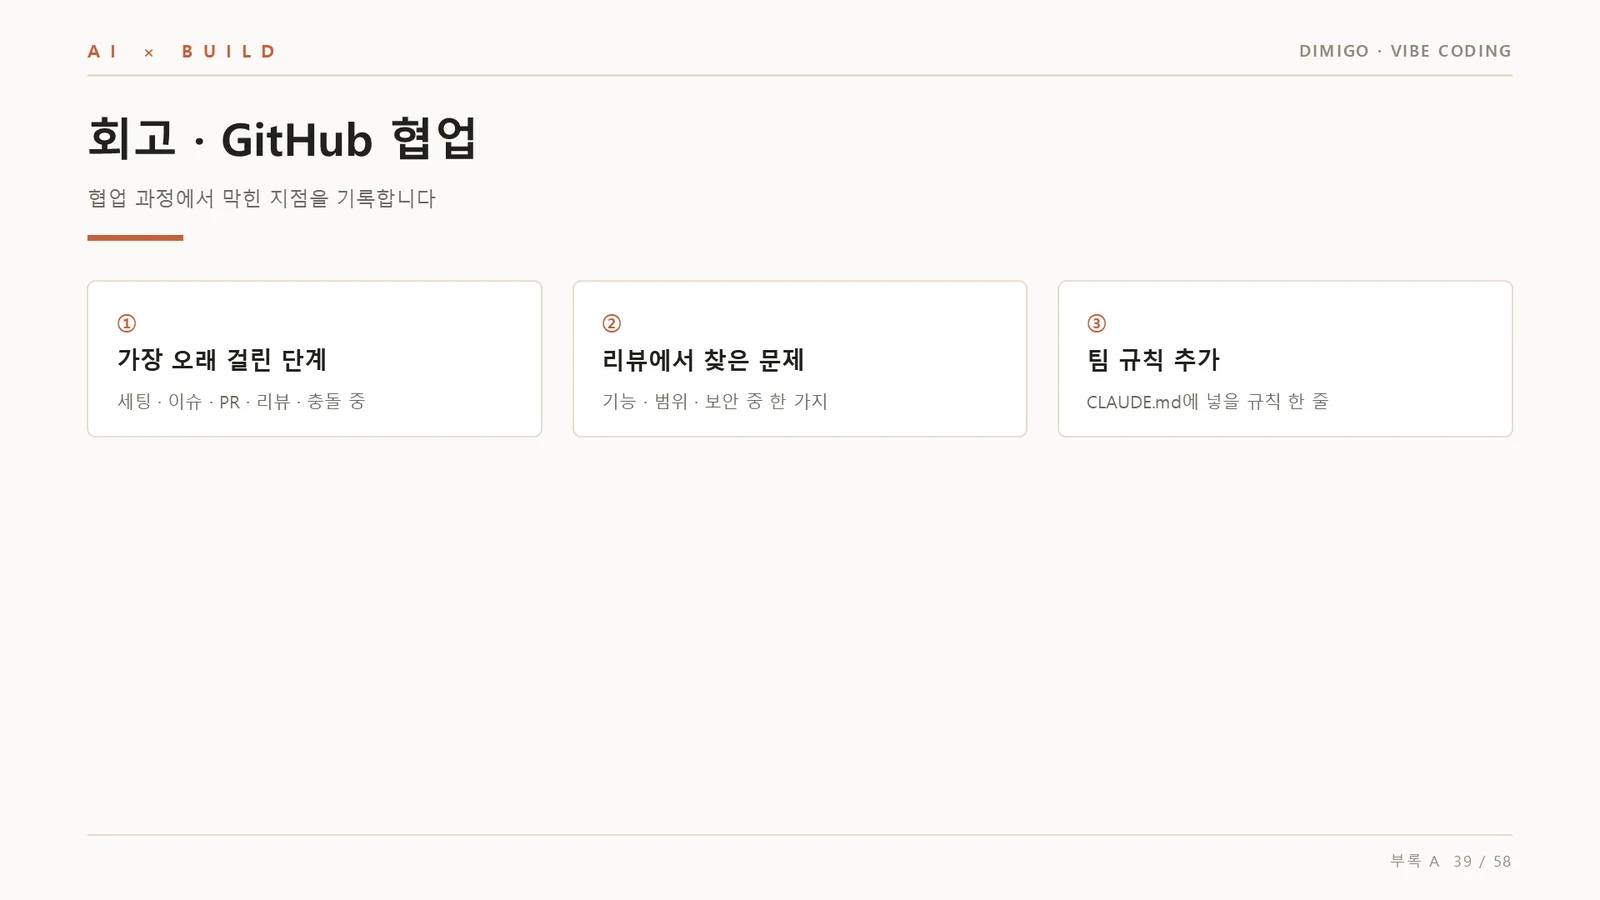 AI × BUILD
DIMIGO · VIBE CODING
회고 · GitHub 협업
협업 과정에서 막힌 지점을 기록합니다
①
가장 오래 걸린 단계
세팅 · 이슈 · PR · 리뷰 · 충돌 중
②
리뷰에서 찾은 문제
기능 · 범위 · 보안 중 한 가지
③
팀 규칙 추가
CLAUDE.md에 넣을 규칙 한 줄
부록 A 39 / 58